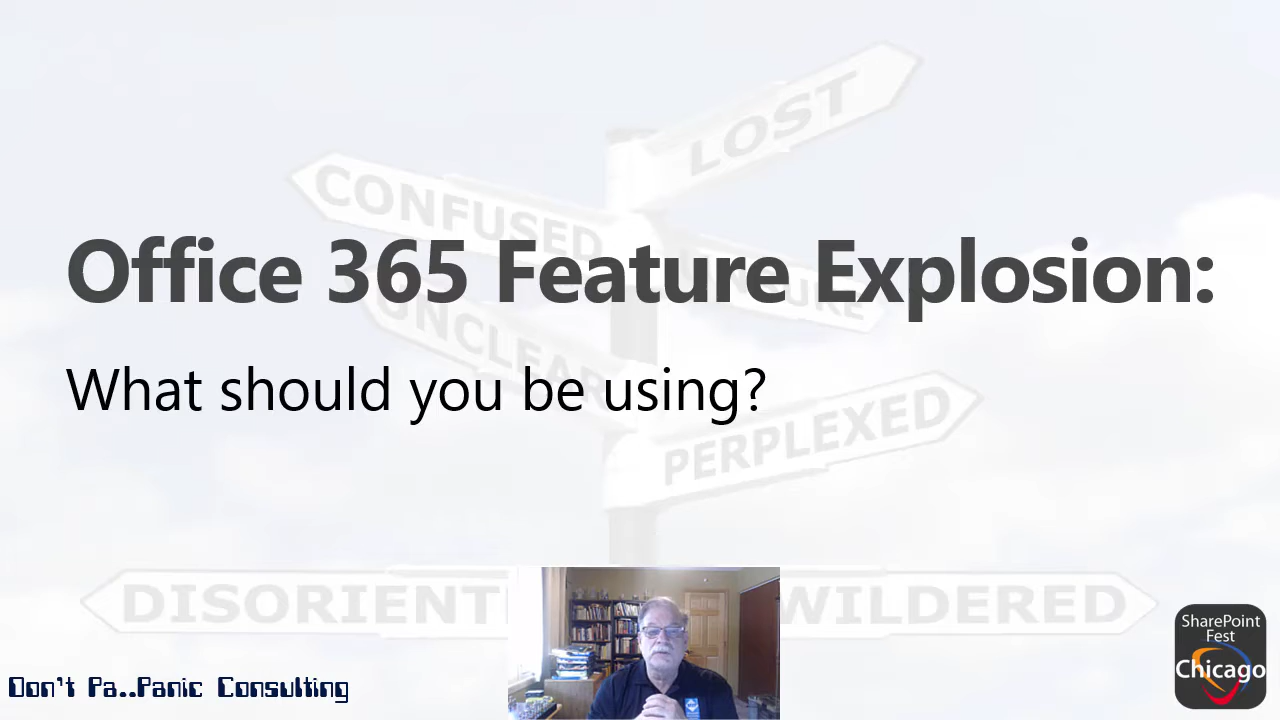 LOST
CONFUSED
Office 365 Feature Explosion:
UNCLEAR
What should you be using?
PERPLEXED
DISORIENT
WILDERED
SharePoint
Fest
Chicago
Don't Pa..Panic Consulting